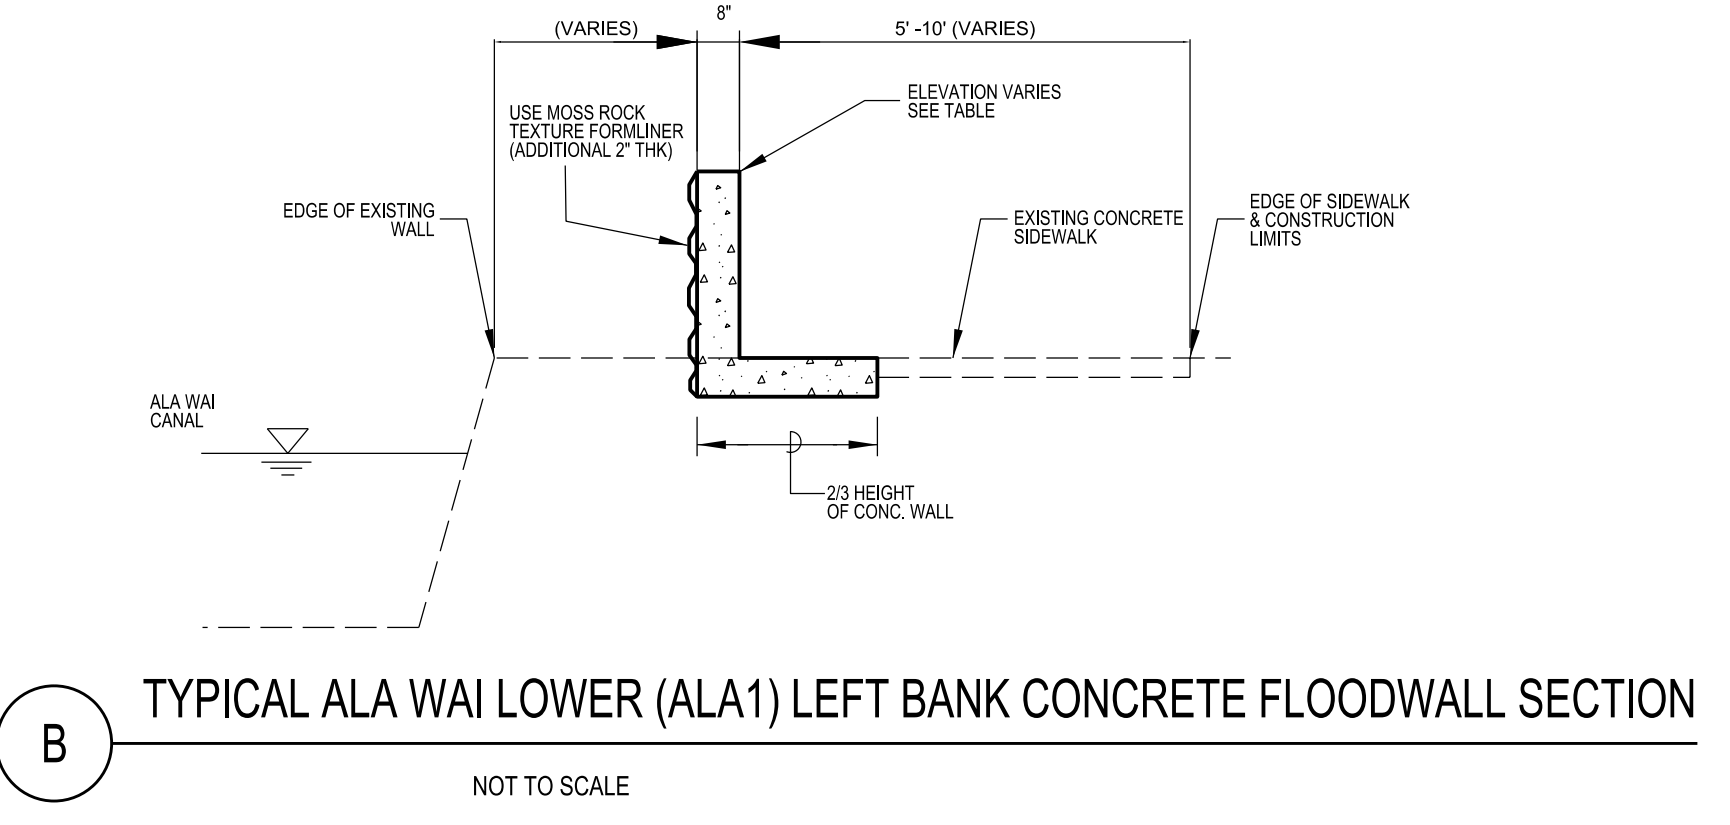 8"
(VARIES)
5' -10' (VARIES)
ELEVATION VARIES
SEE TABLE
USE MOSS ROCK
TEXTURE FORMLINER
(ADDITIONAL 2" THK)
EDGE OF EXISTING
WALL
EXISTING CONCRETE
SIDEWALK
EDGE OF SIDEWALK
& CONSTRUCTION
LIMITS
ALA WAI
CANAL
2/3 HEIGHT
OF CONC. WALL
B
TYPICAL ALA WAI LOWER (ALA1) LEFT BANK CONCRETE FLOODWALL SECTION
NOT TO SCALE